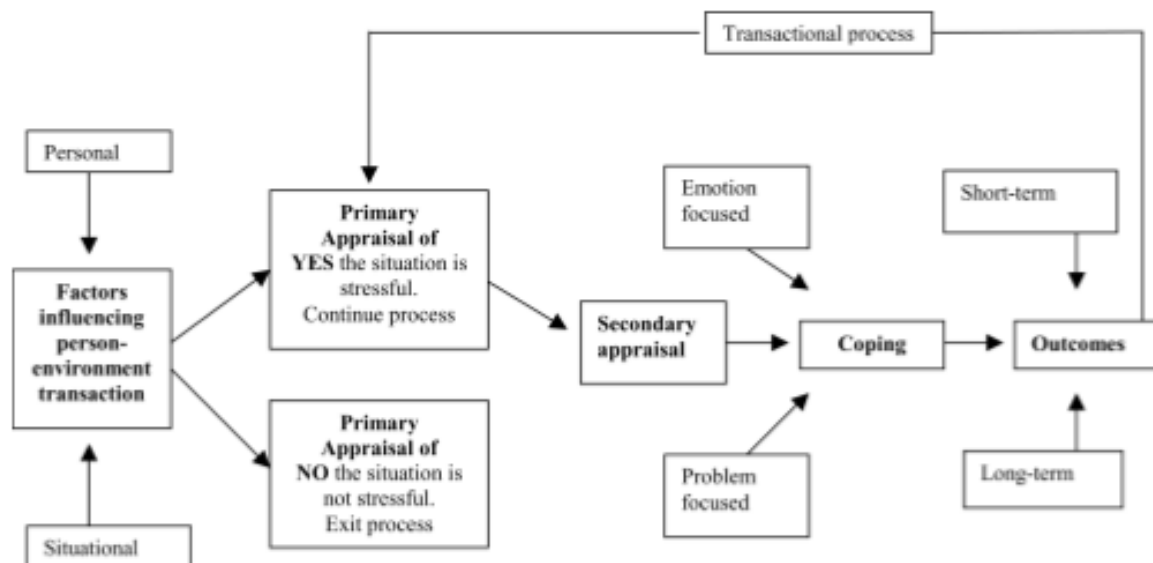 Transactional process
Personal
Factors
influencing
person-
environment
transaction
Situational
Primary
Appraisal of
YES the situation is
stressful.
Continue process
Primary
Appraisal of
NO the situation is
not stressful.
Exit process
Secondary
appraisal
Emotion
focused
Coping
Problem
focused
Short-term
Outcomes
Long-term